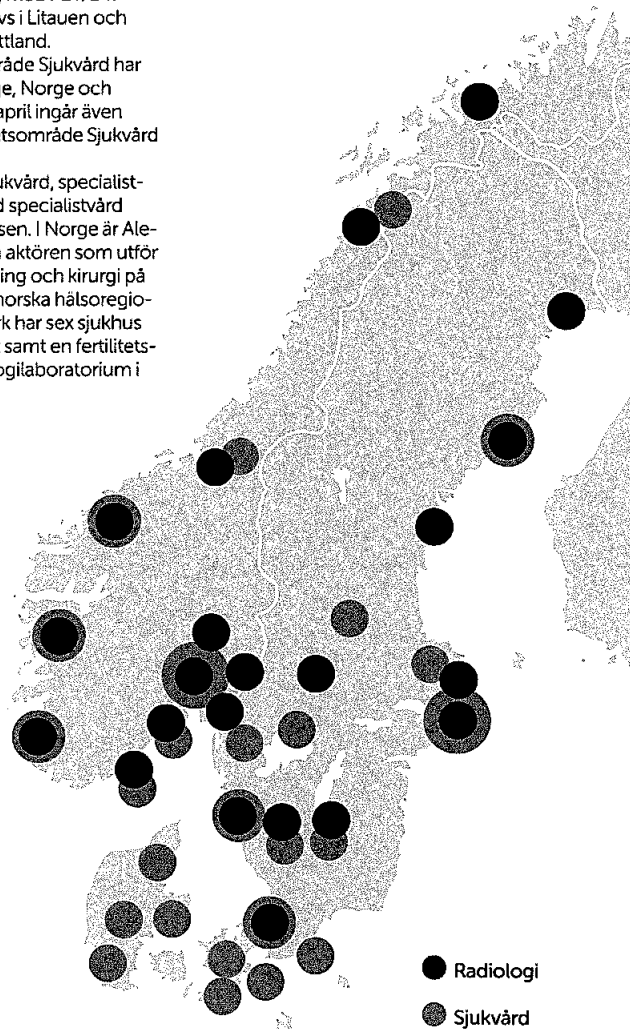 vs i Litauen och
ttland.
råde Sjukvård har
je, Norge och
april ingår även
tsområde Sjukvård
ukvård, specialist-
d specialistvård
sen. I Norge är Ale-
a aktören som utför
ing och kirurgi på
norska hälsoregio-
rk har sex sjukhus
t samt en fertilitets-
ogilaboratorium i
Radiologi
Sjukvård